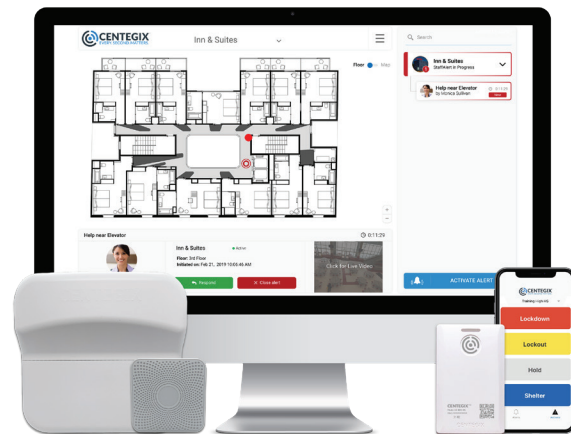 CENTEGIX
EVERY SECOND MATTERS.
Inn & Suites
Search
Floor
Map
Inn & Suites
StaffAlert in Progress
Help near Elevator
by Monica Sullivan
Help near Elevator
0:11:29
Inn & Suites
Active
Floor: 3rd Floor
Initiated on: Feb 21, 2019 10:06:46 AM
Click for Live Video
Respond
Close alert
ACTIVATE ALERT
CENTEGIX
CENTEGIX
Lockdown
Lockout
Hold
Shelter